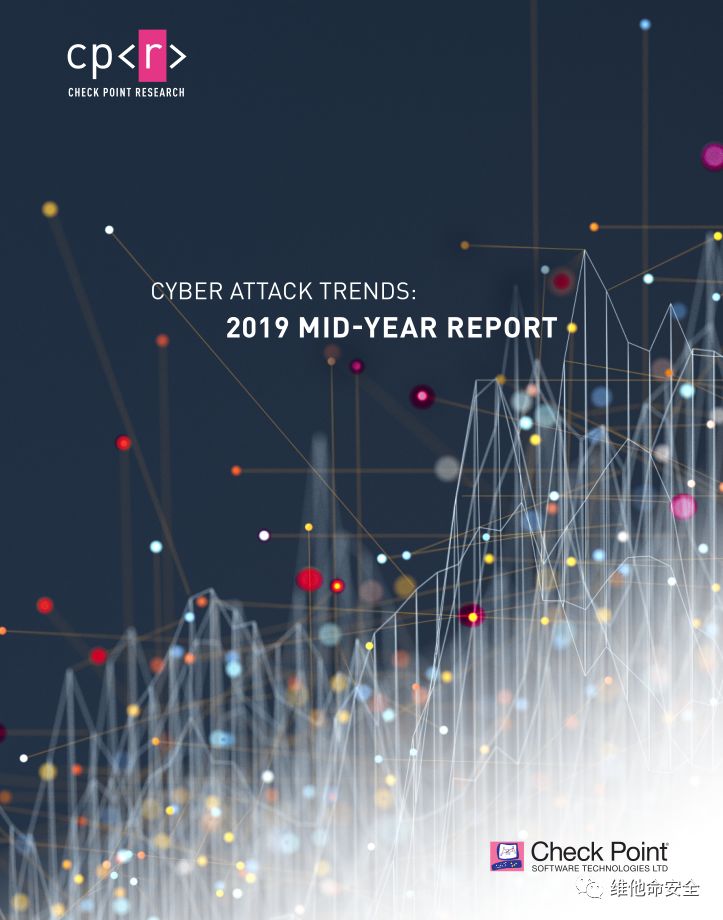 cp<r>
CHECK POINT RESEARCH
CYBER ATTACK TRENDS:
2019 MID-YEAR REPORT
Check Point
SOFTWARE TECHNOLOGIES LTD
维他命安全